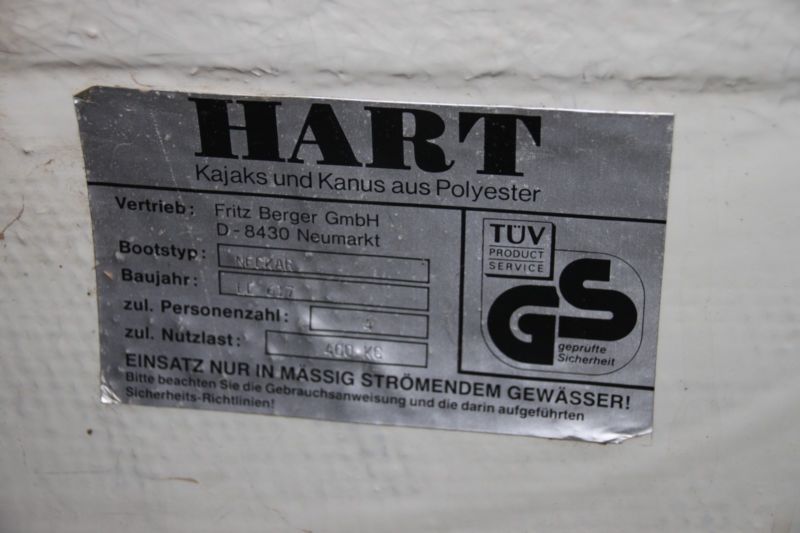 HART
Kajaks und Kanus aus Polyester
Vertrieb: Fritz Berger GmbH
D-8430 Neumarkt
Bootstyp: NECKAR
Baujahr:
zul. Personenzahl:
zul. Nutzlast: 400 KG
TÜV
PRODUCT
SERVICE
GS
geprüfte
Sicherheit
EINSATZ NUR IN MÄSSIG STRÖMENDEM GEWÄSSER!
Bitte beachten Sie die Gebrauchsanweisung und die darin aufgeführten
Sicherheits-Richtlinien!